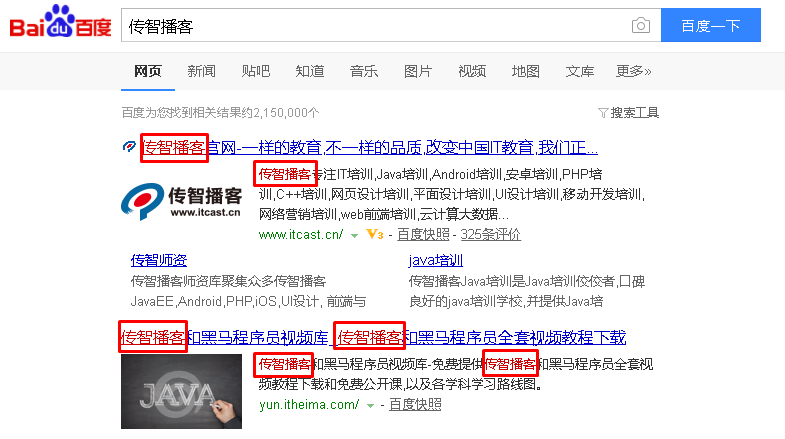 Bai du 百度 传智播客 百度一下
网页 新闻 贴吧 知道 音乐 图片 视频 地图 文库 更多»
百度为您找到相关结果约2,150,000个 搜索工具
传智播客官网-一样的教育,不一样的品质,改变中国IT教育,我们正...
传智播客专注IT培训,Java培训,Android培训,安卓培训,PHP培
训,C++培训,网页设计培训,平面设计培训,UI设计培训,移动开发培训,
网络营销培训,web前端培训,云计算大数据...
传智播客
www.itcast.cn
www.itcast.cn/ V3 - 百度快照 - 325条评价
传智师资 java培训
传智播客师资库聚集众多传智播客 传智播客Java培训是Java培训佼佼者,口碑
JavaEE,Android,PHP,iOS,UI设计, 前端与 良好的java培训学校,并提供Java培
传智播客和黑马程序员视频库_传智播客和黑马程序员全套视频教程下载
传智播客和黑马程序员视频库-免费提供传智播客和黑马程序员全套视
频教程下载和免费公开课,以及各学科学习路线图。
JAVA
yun.itheima.com/ - 百度快照